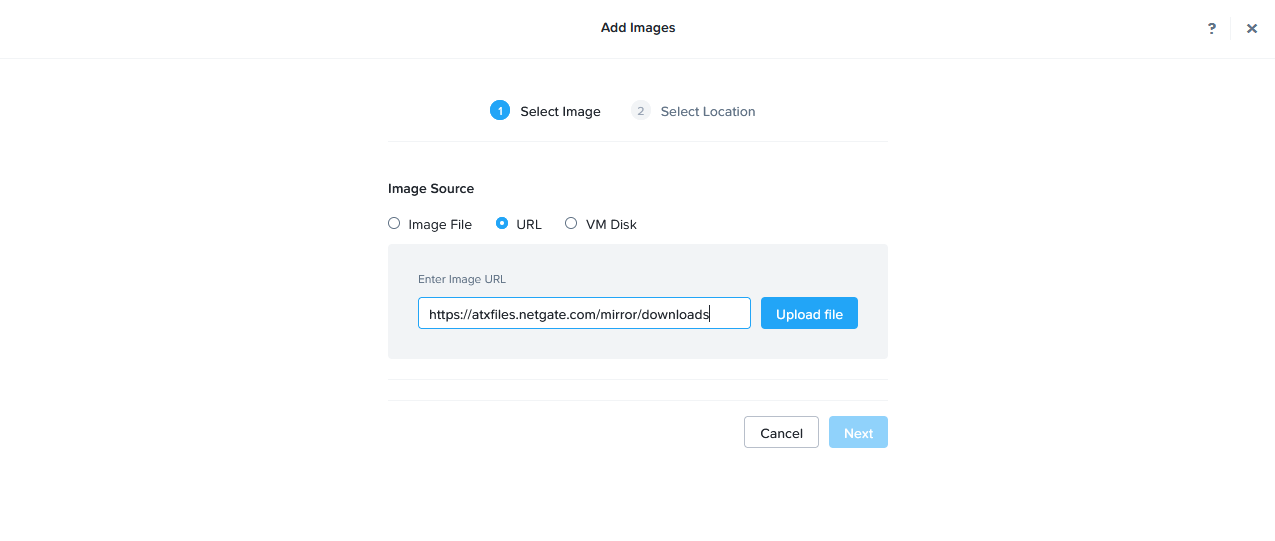 Add Images
?
1 Select Image 2 Select Location
Image Source
Image File URL VM Disk
Enter Image URL
https://atxfiles.netgate.com/mirror/downloads Upload file
Cancel Next